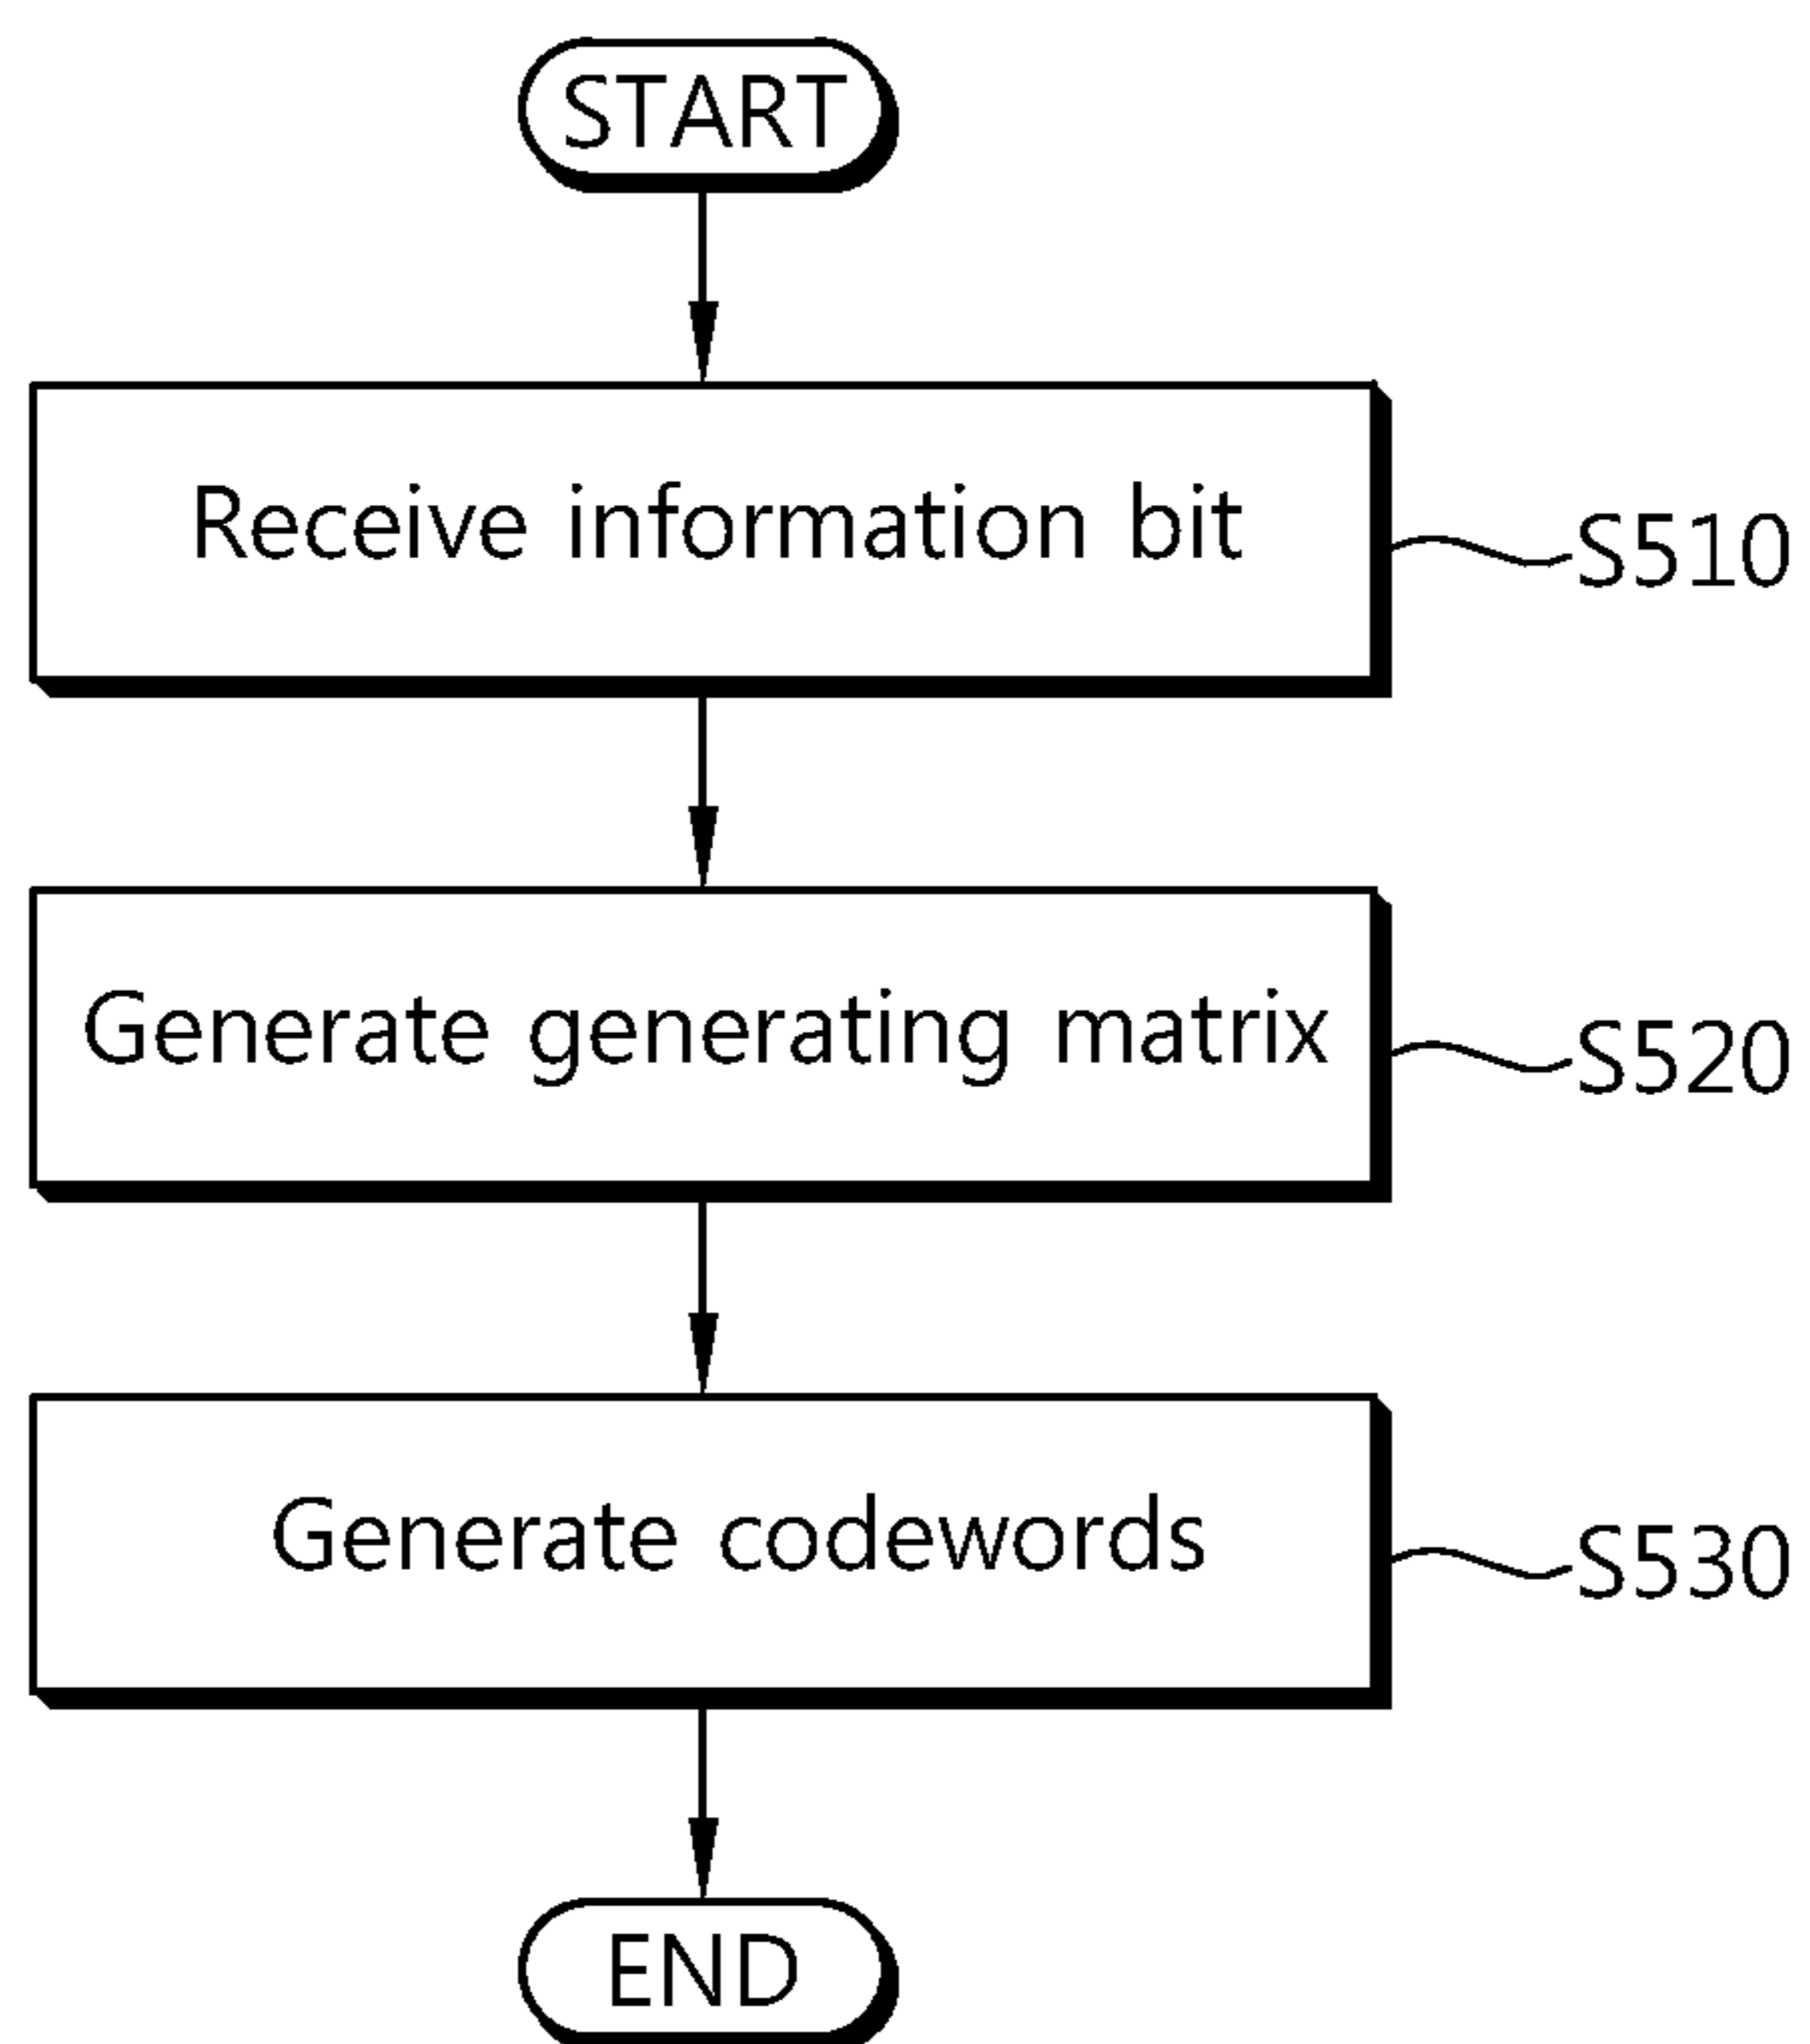 START
Receive information bit
S510
Generate generating matrix
S520
Generate codewords
S530
END